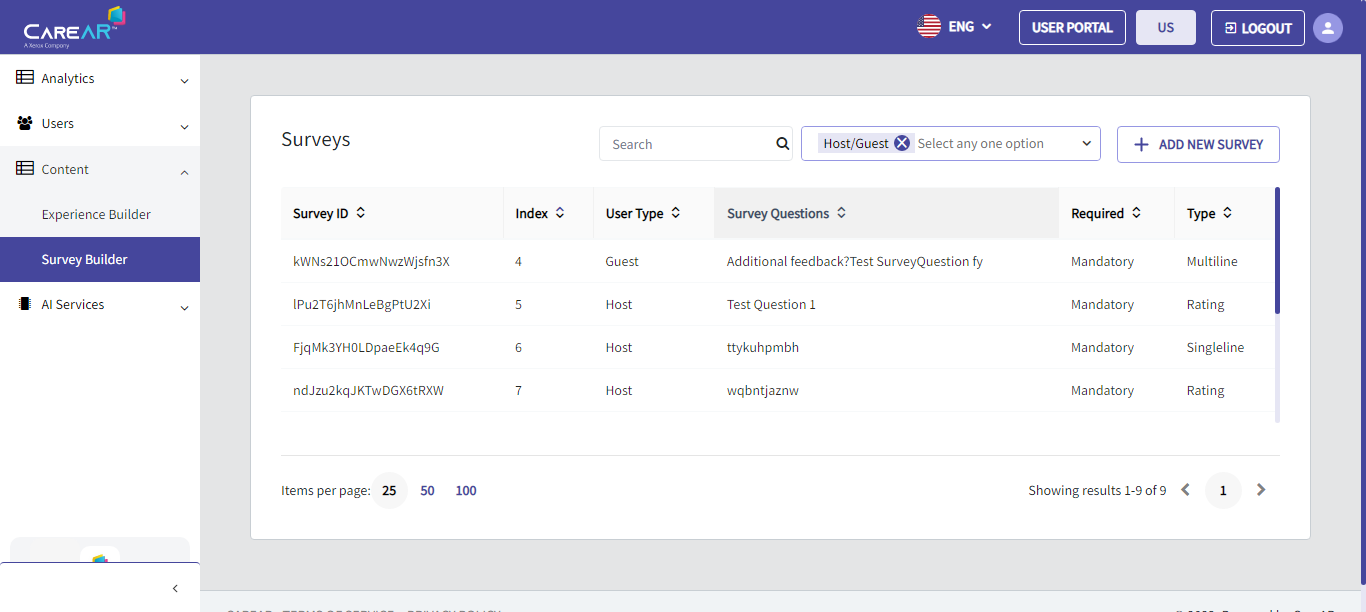 CAREAR™
A Xerox Company
ENG
USER PORTAL
US
LOGOUT
Analytics
Users
Content
Experience Builder
Survey Builder
AI Services
Surveys
Search
Host/Guest Select any one option
ADD NEW SURVEY
Survey ID Index User Type Survey Questions Required Type
kWNs21OCmwNwzWjsfn3X 4 Guest Additional feedback?Test SurveyQuestion fy Mandatory Multiline
lPu2T6jhMnLeBgPtU2Xi 5 Host Test Question 1 Mandatory Rating
FjqMk3YH0LDpaeEk4q9G 6 Host ttykuhpmbh Mandatory Singleline
ndJzu2kqJKTwDGX6tRXW 7 Host wqbntjaznw Mandatory Rating
Items per page: 25 50 100
Showing results 1-9 of 9 1